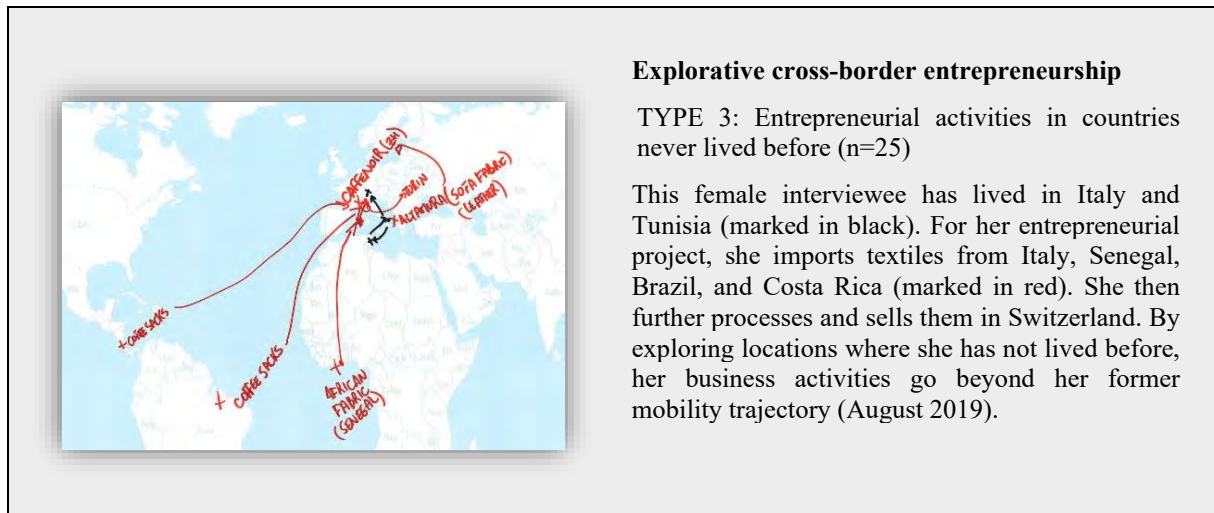 Explorative cross-border entrepreneurship
TYPE 3: Entrepreneurial activities in countries
never lived before (n=25)
This female interviewee has lived in Italy and
Tunisia (marked in black). For her entrepreneurial
project, she imports textiles from Italy, Senegal,
Brazil, and Costa Rica (marked in red). She then
further processes and sells them in Switzerland. By
exploring locations where she has not lived before,
her business activities go beyond her former
mobility trajectory (August 2019).
CAFFENOIR (ZH)
TURIN
ALTAMURA (SOFA FABRIC)
(LEATHER)
COFFEE SACKS
COFFEE SACKS
AFRICAN
FABRIC
(SENEGAL)